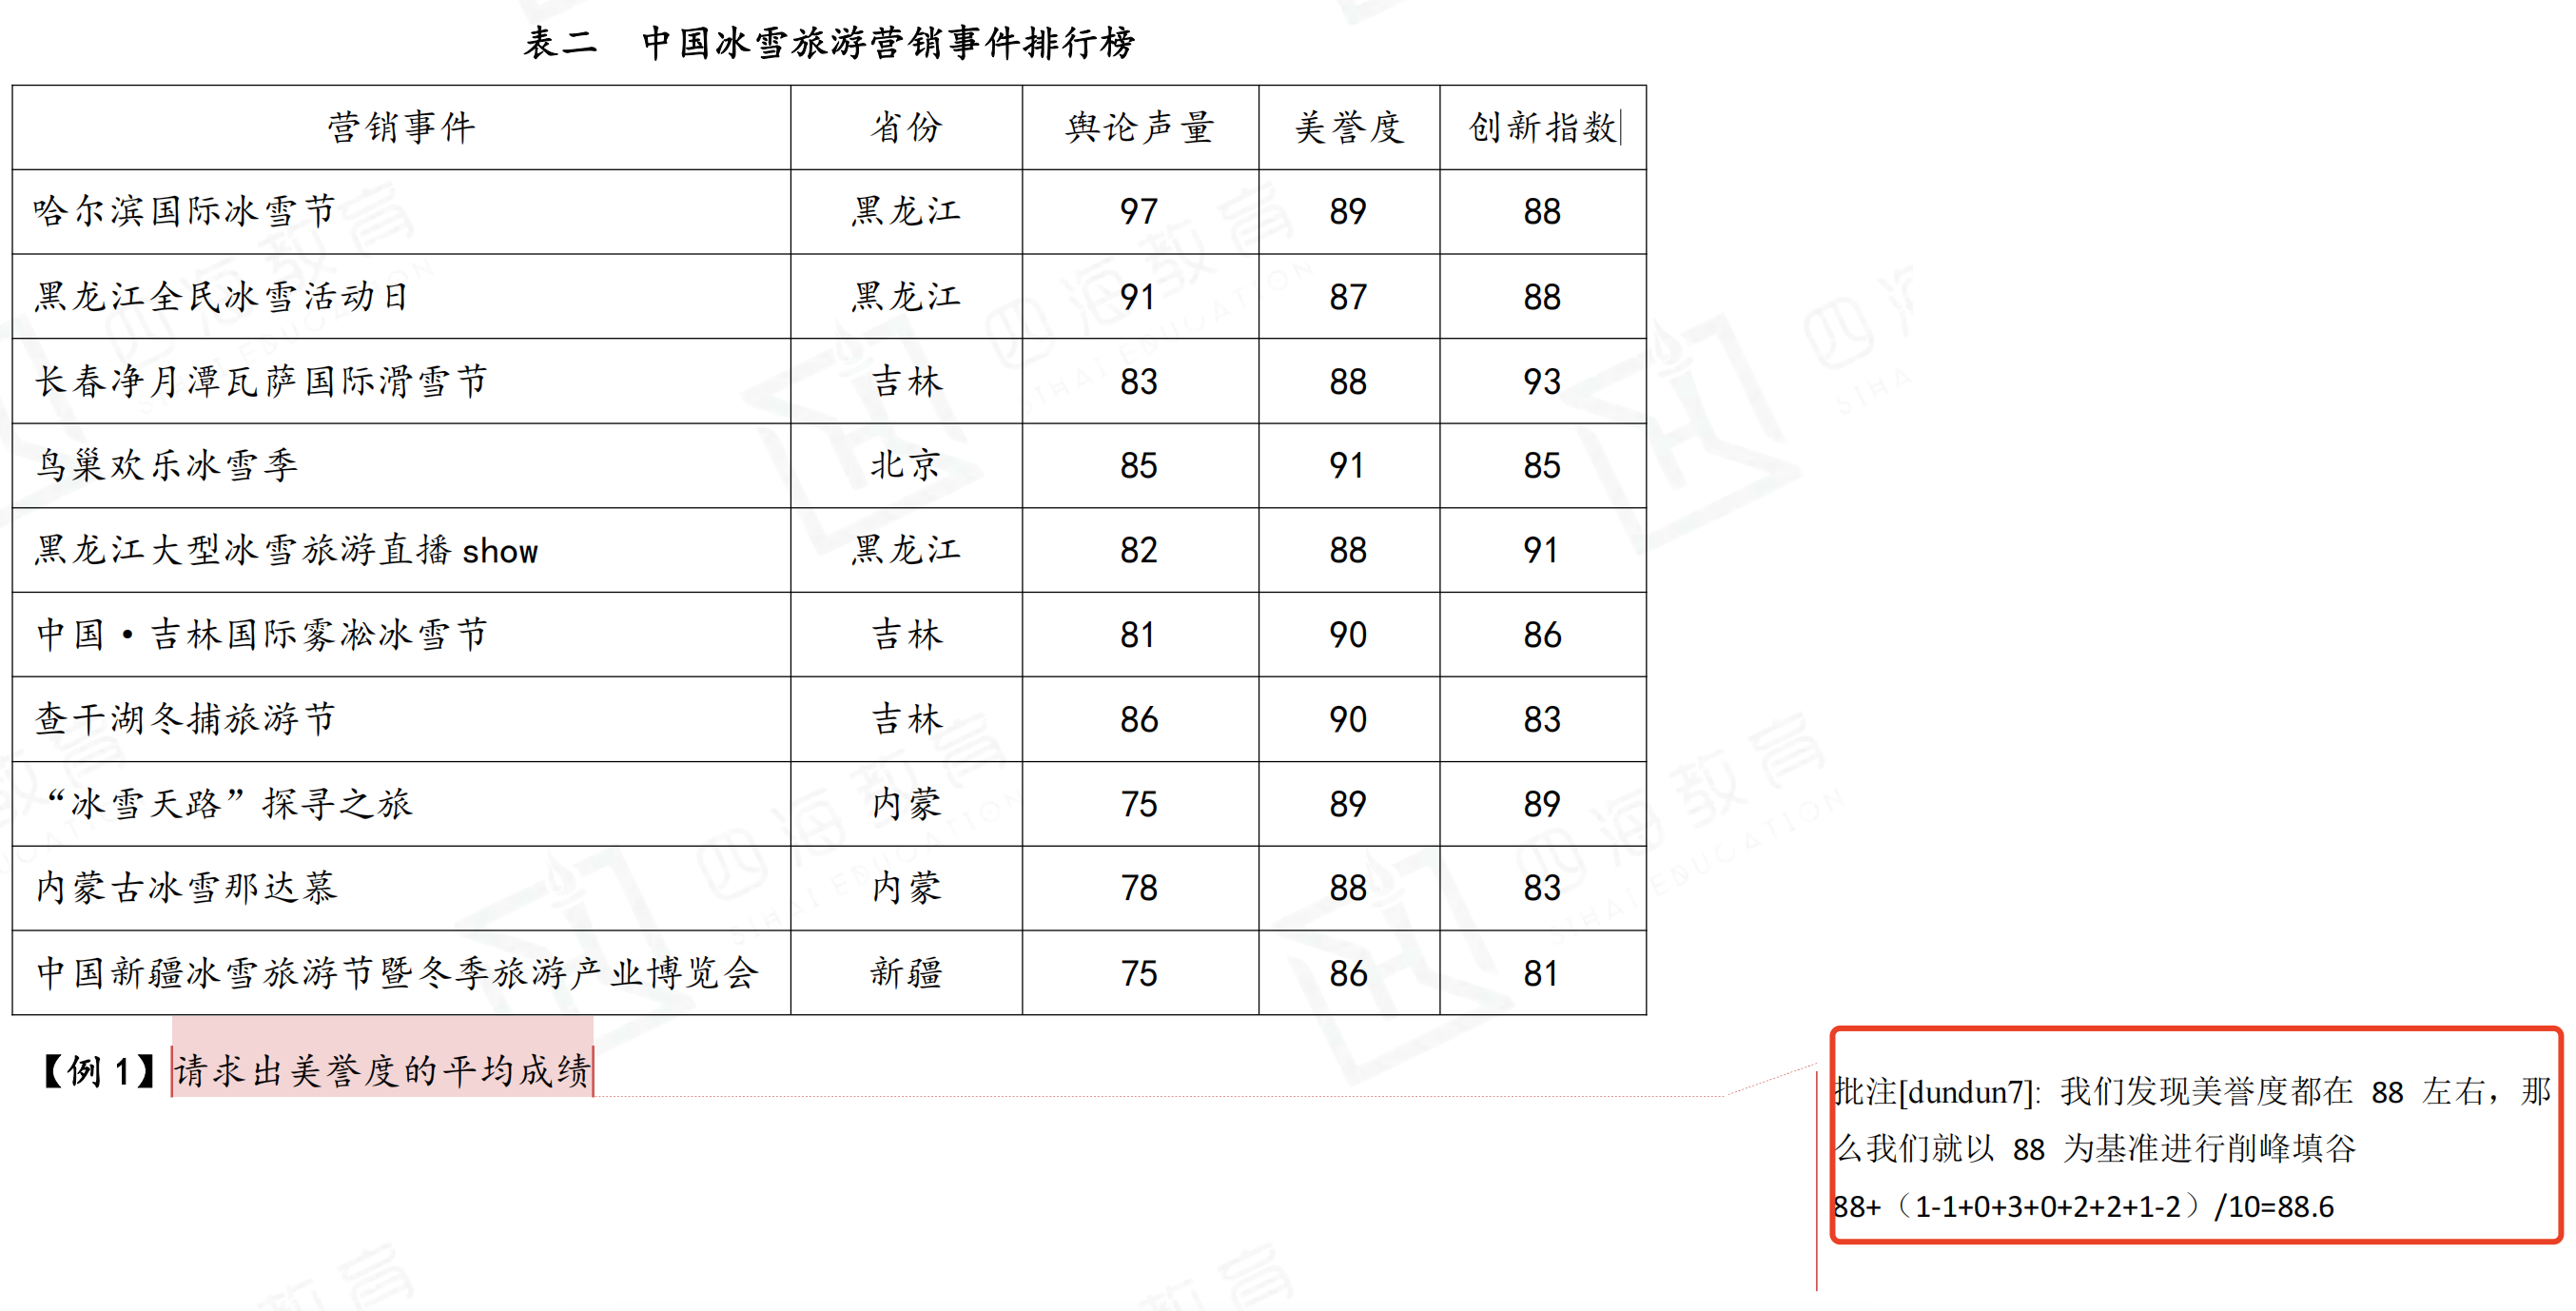 表二 中国冰雪旅游营销事件排行榜
营销事件 省份 舆论声量 美誉度 创新指数
哈尔滨国际冰雪节 黑龙江 97 89 88
黑龙江全民冰雪活动日 黑龙江 91 87 88
长春净月潭瓦萨国际滑雪节 吉林 83 88 93
鸟巢欢乐冰雪季 北京 85 91 85
黑龙江大型冰雪旅游直播 show 黑龙江 82 88 91
中国·吉林国际雾凇冰雪节 吉林 81 90 86
查干湖冬捕旅游节 吉林 86 90 83
“冰雪天路”探寻之旅 内蒙 75 89 89
内蒙古冰雪那达慕 内蒙 78 88 83
中国新疆冰雪旅游节暨冬季旅游产业博览会 新疆 75 86 81
【例 1】请求出美誉度的平均成绩
批注[dundun7]: 我们发现美誉度都在 88 左右，那
么我们就以 88 为基准进行削峰填谷
88+（1-1+0+3+0+2+2+1-2）/10=88.6
四海教育
SIHAI EDUCATION